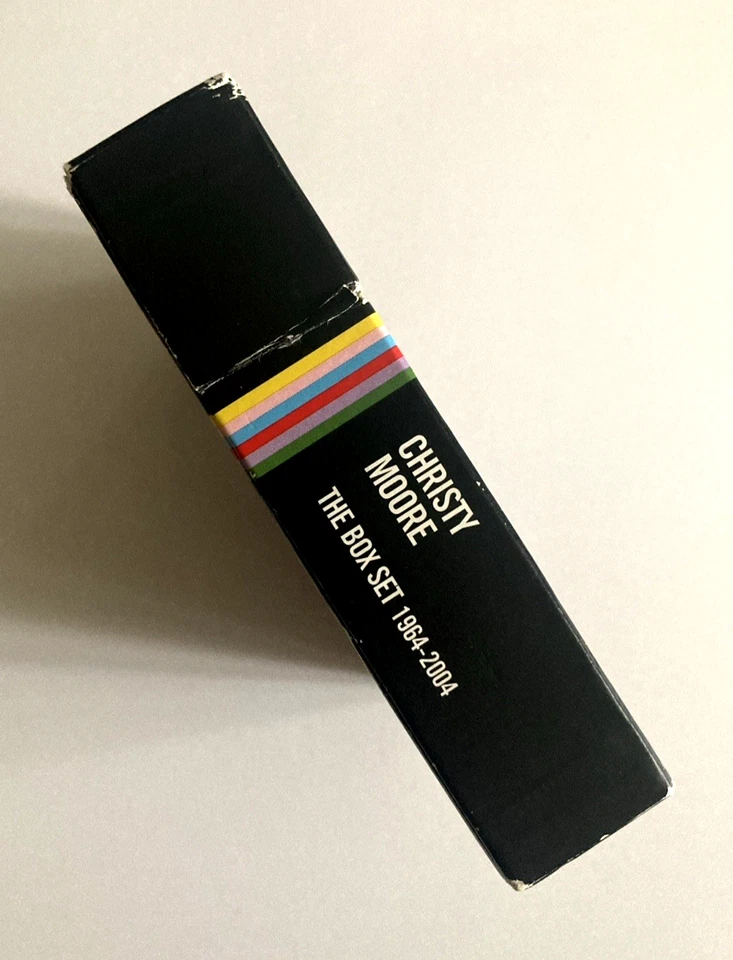 CHRISTY
MOORE
THE BOX SET 1964-2004